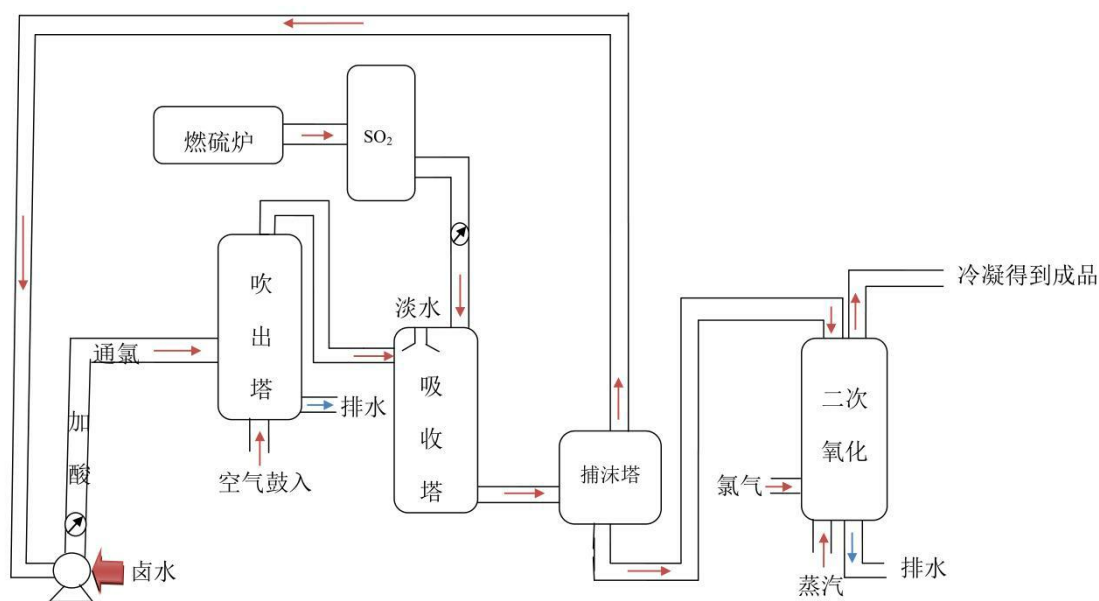 燃硫炉
SO₂
吹
出
塔
淡水
冷凝得到成品
通氯
吸
收
塔
二次
氧化
加
酸
排水
捕沫塔
空气鼓入
氯气
卤水
蒸汽
排水